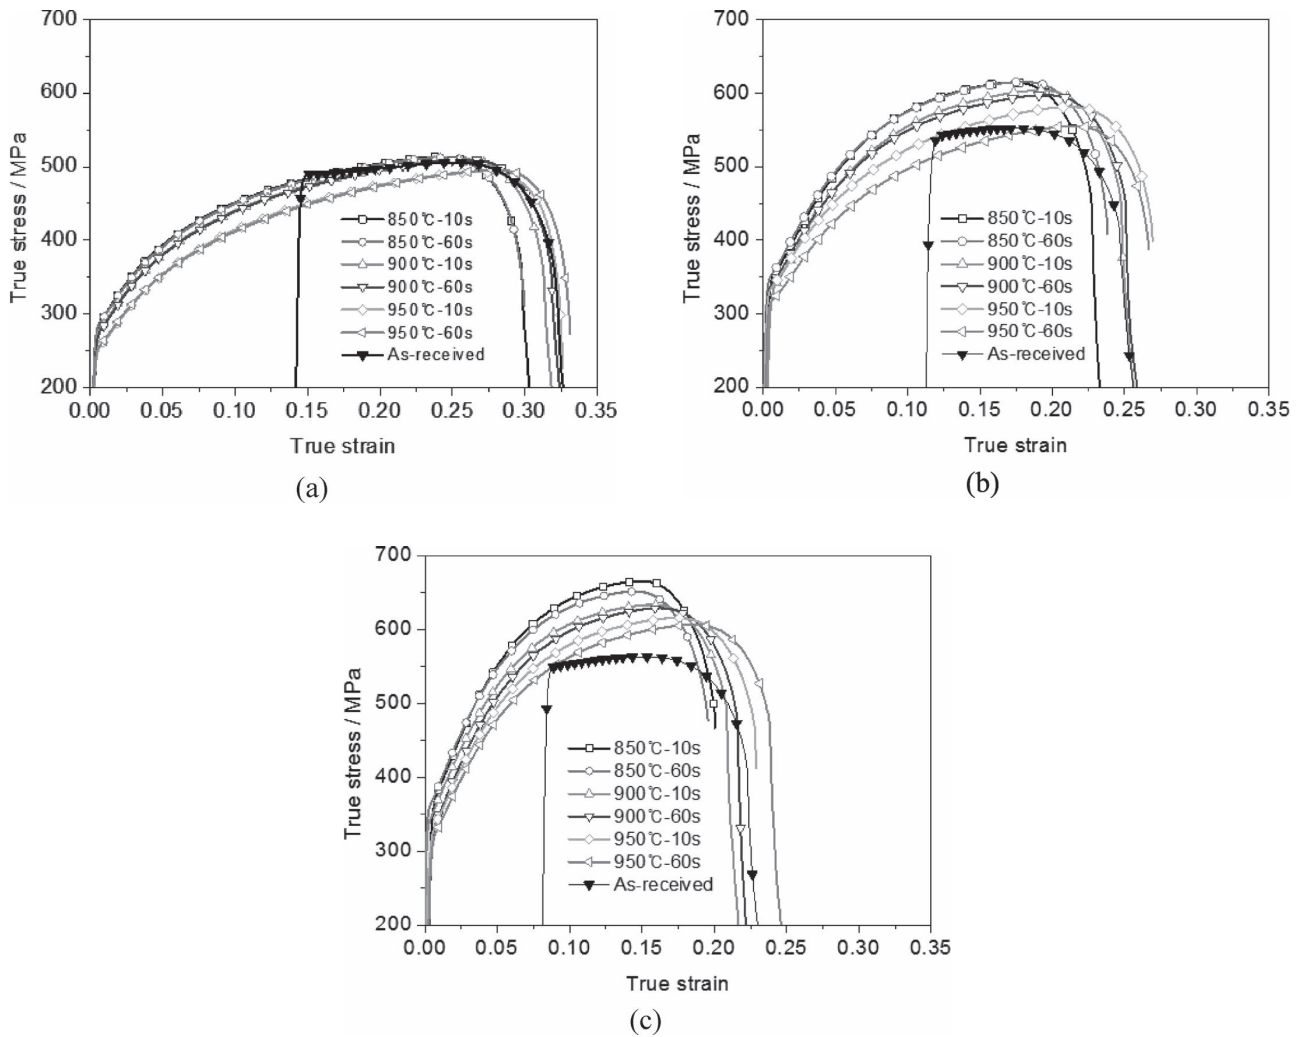 700
600
500
400
300
200
True stress / MPa
850℃-10s
850℃-60s
900℃-10s
900℃-60s
950℃-10s
950℃-60s
As-received
0.00 0.05 0.10 0.15 0.20 0.25 0.30 0.35
True strain
(a)
700
600
500
400
300
200
True stress / MPa
850℃-10s
850℃-60s
900℃-10s
900℃-60s
950℃-10s
950℃-60s
As-received
0.00 0.05 0.10 0.15 0.20 0.25 0.30 0.35
True strain
(b)
700
600
500
400
300
200
True stress / MPa
850℃-10s
850℃-60s
900℃-10s
900℃-60s
950℃-10s
950℃-60s
As-received
0.00 0.05 0.10 0.15 0.20 0.25 0.30 0.35
True strain
(c)